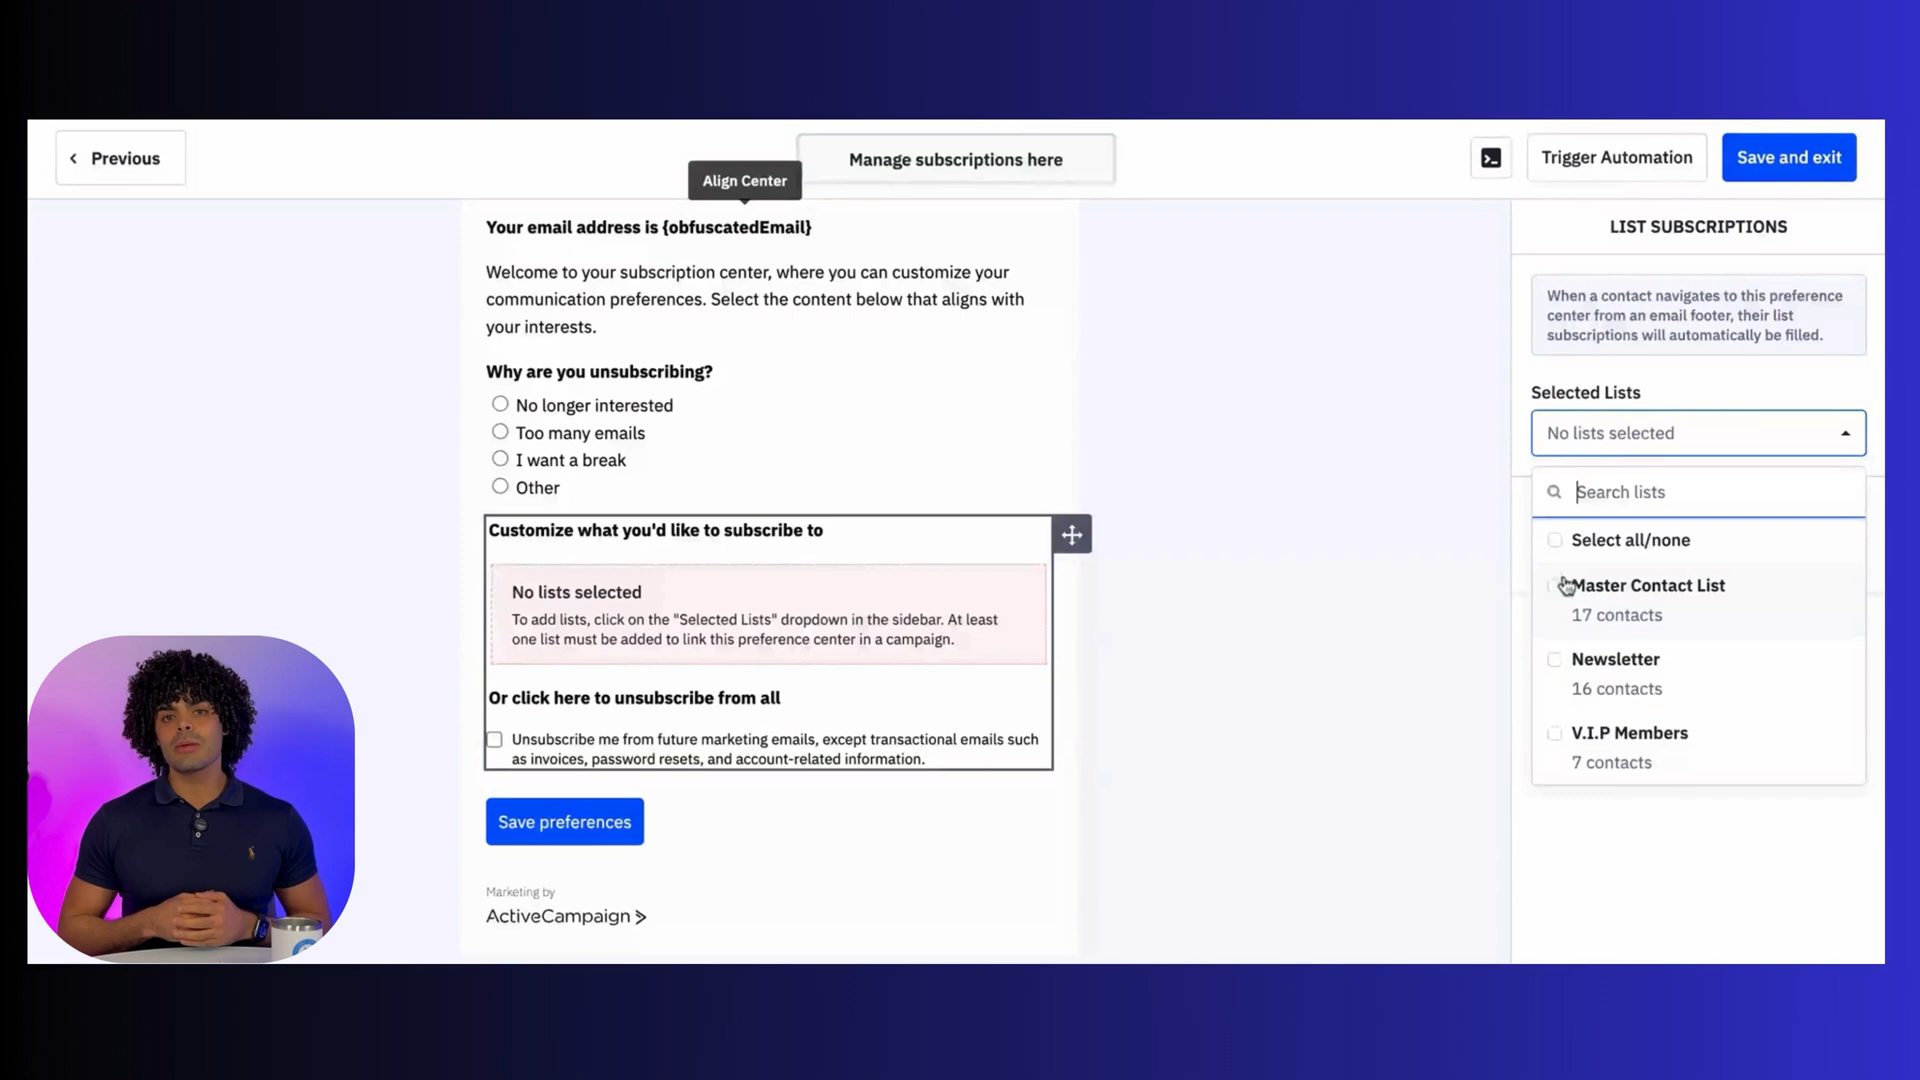 Previous
Manage subscriptions here
Trigger Automation
Save and exit
Align Center
Your email address is {obfuscatedEmail}
Welcome to your subscription center, where you can customize your
communication preferences. Select the content below that aligns with
your interests.
Why are you unsubscribing?
No longer interested
Too many emails
I want a break
Other
Customize what you'd like to subscribe to
No lists selected
To add lists, click on the "Selected Lists" dropdown in the sidebar. At least
one list must be added to link this preference center in a campaign.
Or click here to unsubscribe from all
Unsubscribe me from future marketing emails, except transactional emails such
as invoices, password resets, and account-related information.
Save preferences
Marketing by
ActiveCampaign
LIST SUBSCRIPTIONS
When a contact navigates to this preference
center from an email footer, their list
subscriptions will automatically be filled.
Selected Lists
No lists selected
Search lists
Select all/none
Master Contact List
17 contacts
Newsletter
16 contacts
V.I.P Members
7 contacts